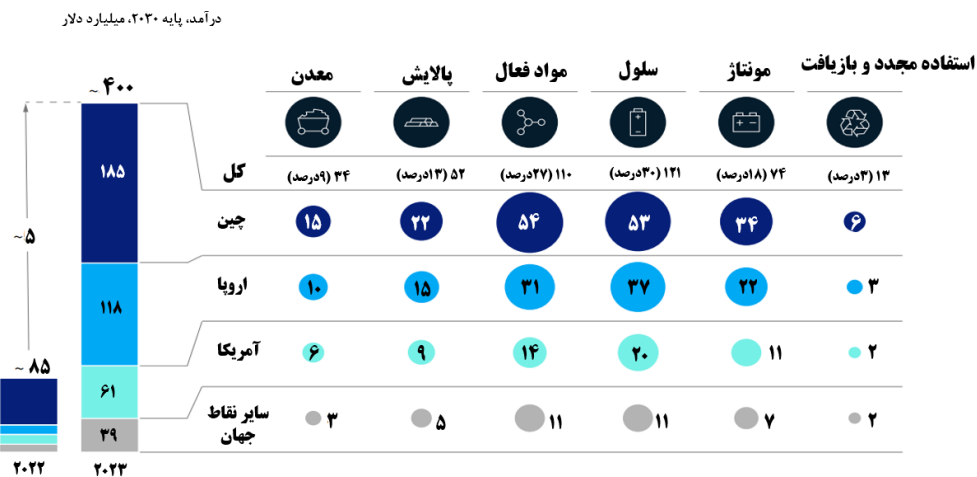 درآمد، پایه ۲۰۳۰، میلیارد دلار
استفاده مجدد و بازیافت
مونتاژ
سلول
مواد فعال
پالایش
معدن
~ ۴۰۰
کل
۳۴ (۹درصد)
۵۲ (۱۳درصد)
۱۱۰ (۲۷درصد)
۱۲۱ (۳۰درصد)
۷۴ (۱۸درصد)
۱۳ (۳درصد)
۱۸۵
چین
۱۵
۲۲
۵۴
۵۳
۳۴
۶
~۵
۱۱۸
اروپا
۱۰
۱۵
۳۱
۳۷
۲۲
۳
~ ۸۵
۶۱
آمریکا
۶
۹
۱۴
۲۰
۱۱
۲
۳۹
سایر نقاط
جهان
۳
۵
۱۱
۱۱
۷
۲
۲۰۲۲
۲۰۲۳